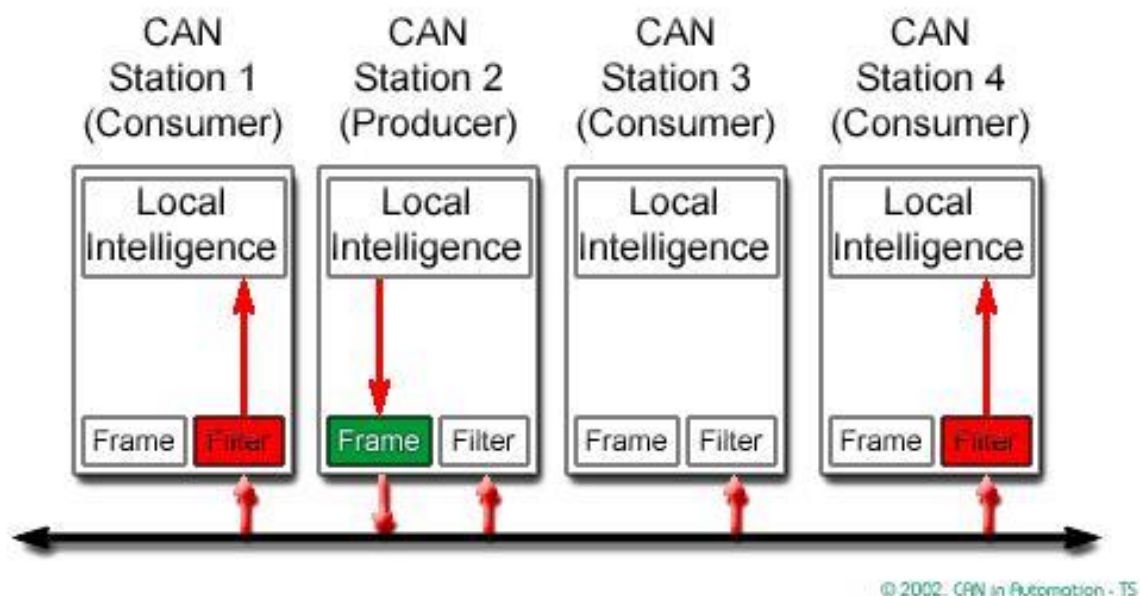 CAN
Station 1
(Consumer)
CAN
Station 2
(Producer)
CAN
Station 3
(Consumer)
CAN
Station 4
(Consumer)
Local
Intelligence
Local
Intelligence
Local
Intelligence
Local
Intelligence
Frame Filter
Frame Filter
Frame Filter
Frame Filter
© 2002, CAN in Automation - TS